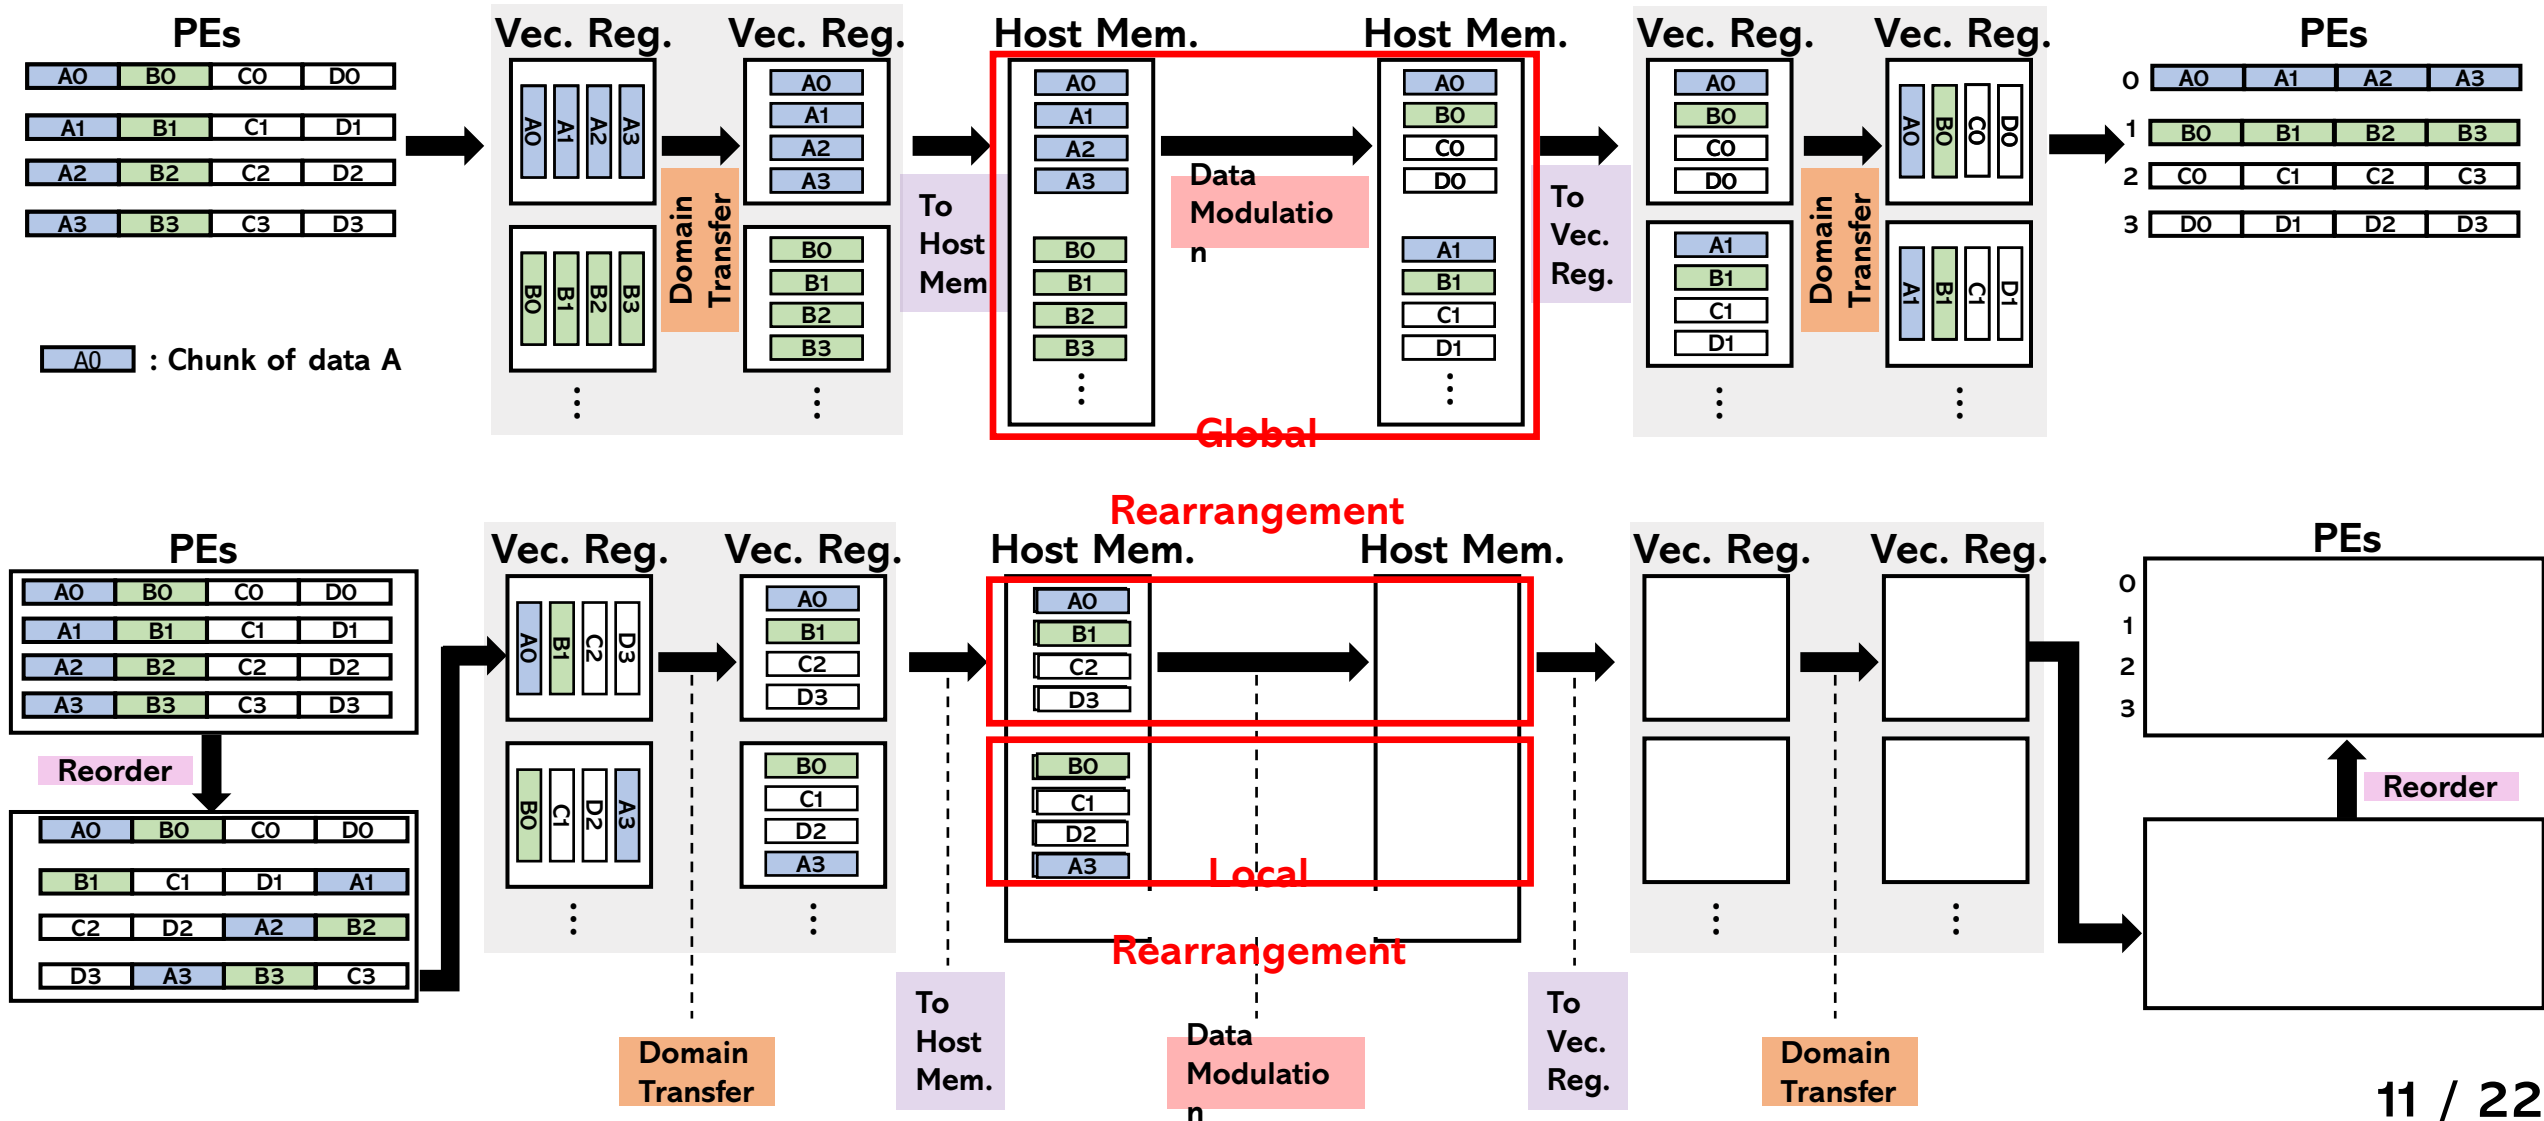 PEs
Vec. Reg.
Vec. Reg.
Host Mem.
Host Mem.
Vec. Reg.
Vec. Reg.
PEs
A0 B0 C0 D0
A1 B1 C1 D1
A2 B2 C2 D2
A3 B3 C3 D3
A0 : Chunk of data A
A0 A1 A2 A3
B0 B1 B2 B3
Domain
Transfer
A0
A1
A2
A3
B0
B1
B2
B3
To
Host
Mem
A0
A1
A2
A3
B0
B1
B2
B3
Data
Modulatio
n
A0
B0
C0
D0
A1
B1
C1
D1
Global
Rearrangement
To
Vec.
Reg.
A0
B0
C0
D0
A1
B1
C1
D1
Domain
Transfer
A0 B0 C0 D0
A1 B1 C1 D1
0 A0 A1 A2 A3
1 B0 B1 B2 B3
2 C0 C1 C2 C3
3 D0 D1 D2 D3
PEs
Vec. Reg.
Vec. Reg.
Host Mem.
Host Mem.
Vec. Reg.
Vec. Reg.
PEs
A0 B0 C0 D0
A1 B1 C1 D1
A2 B2 C2 D2
A3 B3 C3 D3
Reorder
A0 B0 C0 D0
B1 C1 D1 A1
C2 D2 A2 B2
D3 A3 B3 C3
A0 B1 C2 D3
B0 C1 D2 A3
A0
B1
C2
D3
B0
C1
D2
A3
A0
B1
C2
D3
B0
C1
D2
A3
Local
Rearrangement
0
1
2
3
Reorder
Domain
Transfer
To
Host
Mem.
Data
Modulatio
n
To
Vec.
Reg.
Domain
Transfer
11 / 22